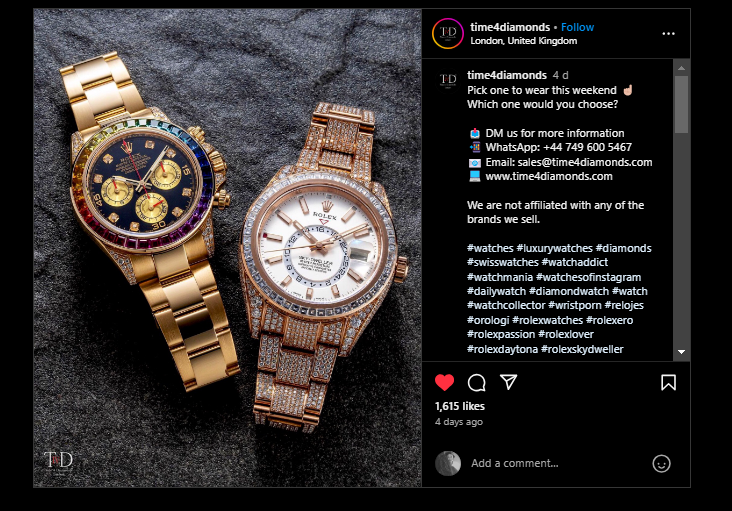 time4diamonds • Follow
London, United Kingdom
T&D
time4diamonds 4 d
Pick one to wear this weekend ☝🏻
Which one would you choose?
📩 DM us for more information
📲 WhatsApp: +44 749 600 5467
📧 Email: sales@time4diamonds.com
💻 www.time4diamonds.com
We are not affiliated with any of the
brands we sell.
#watches #luxurywatches #diamonds
#swisswatches #watchaddict
#watchmania #watchesofinstagram
#dailywatch #diamondwatch #watch
#watchcollector #wristporn #relojes
#orologi #rolexwatches #rolexero
#rolexpassion #rolexlover
#rolexdaytona #rolexskydweller
1,615 likes
4 days ago
Add a comment...
ROLEX
T&D